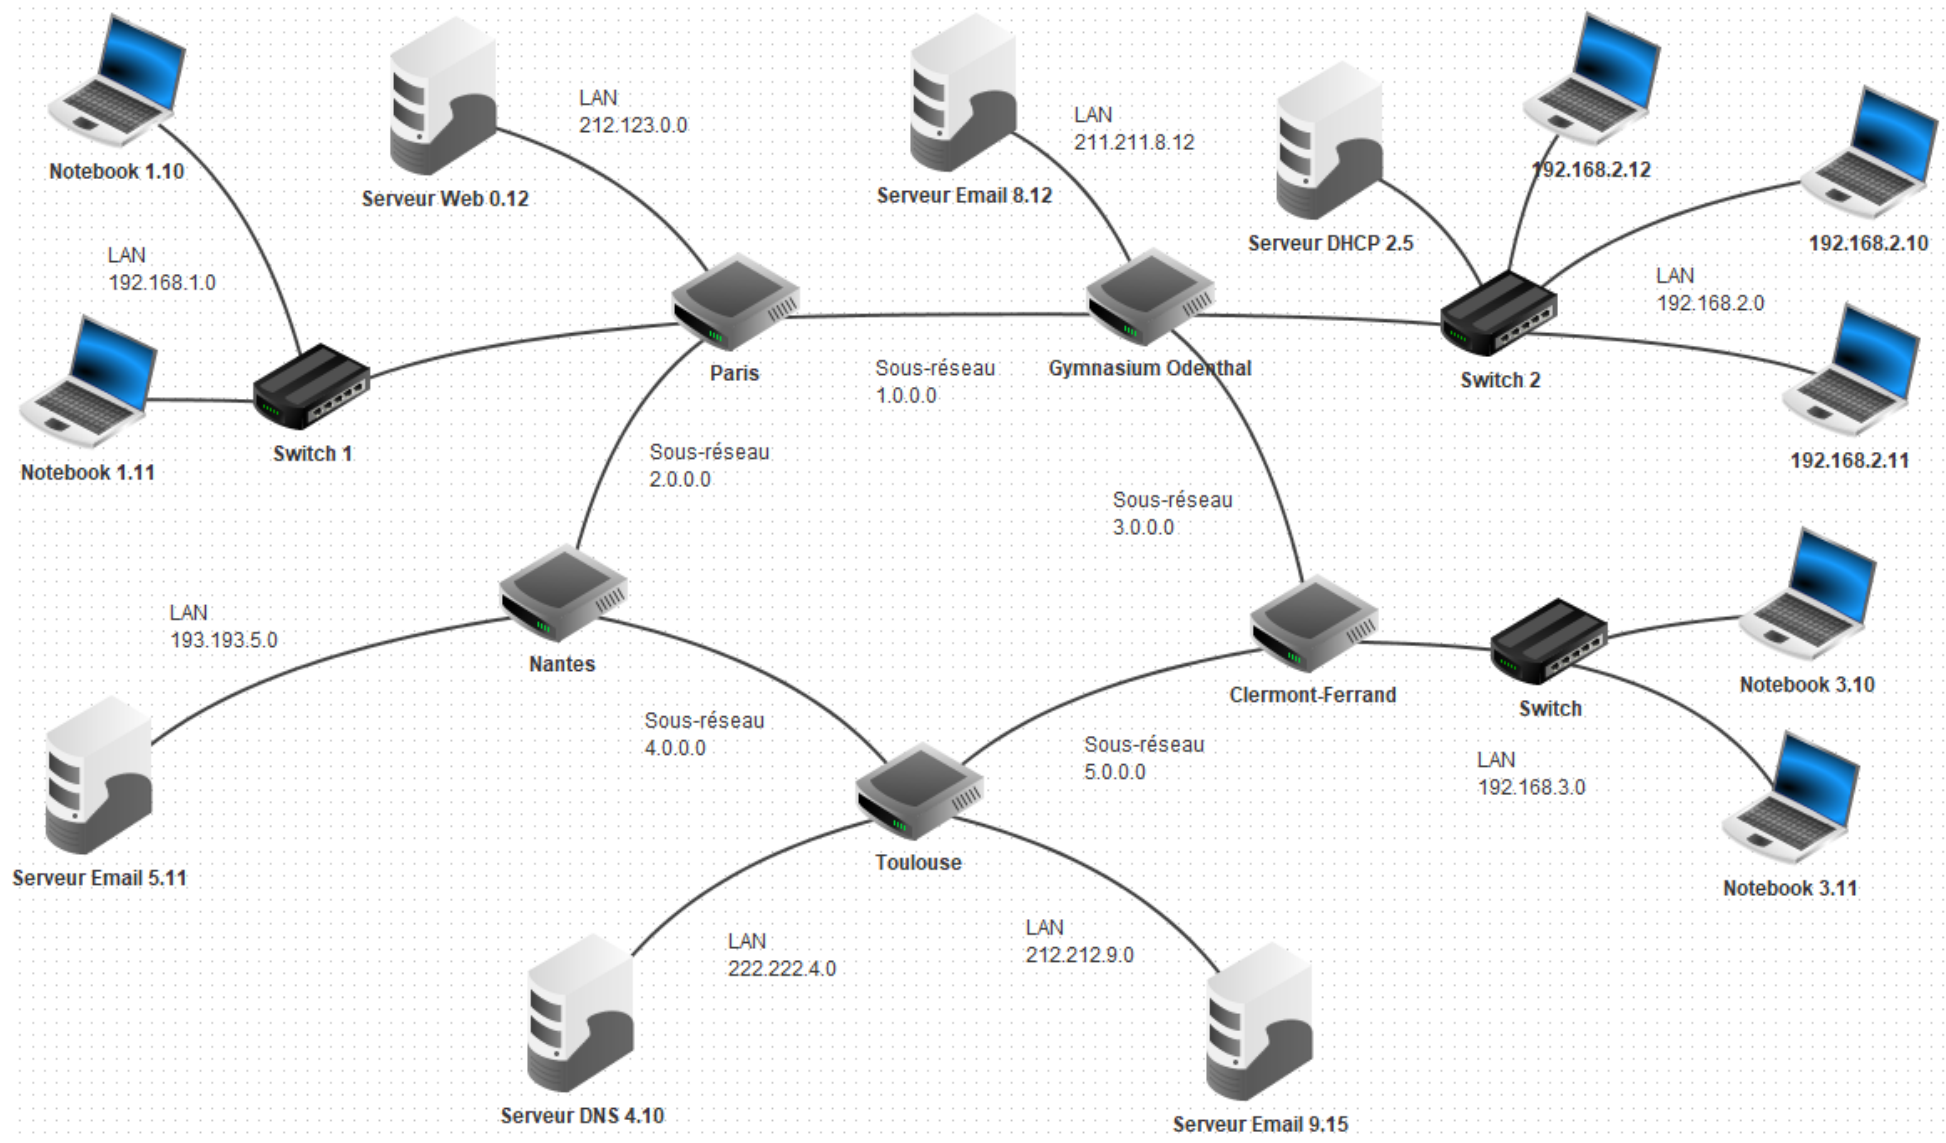 LAN
212.123.0.0
LAN
211.211.8.12
Notebook 1.10
Serveur Web 0.12
Serveur Email 8.12
192.168.2.12
Serveur DHCP 2.5
192.168.2.10
LAN
192.168.1.0
LAN
192.168.2.0
Paris
Sous-réseau
1.0.0.0
Gymnasium Odenthal
Switch 2
Notebook 1.11
Switch 1
Sous-réseau
2.0.0.0
192.168.2.11
Sous-réseau
3.0.0.0
LAN
193.193.5.0
Nantes
Clermont-Ferrand
Notebook 3.10
Switch
Sous-réseau
4.0.0.0
Sous-réseau
5.0.0.0
LAN
192.168.3.0
Serveur Email 5.11
Toulouse
Notebook 3.11
LAN
222.222.4.0
LAN
212.212.9.0
Serveur DNS 4.10
Serveur Email 9.15